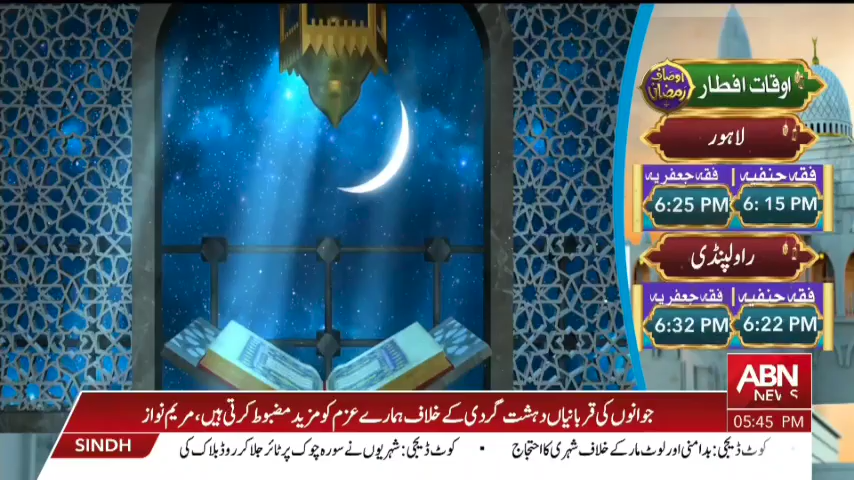 اوصاف رمضان
اوقات افطار
لاہور
فقہ حنفیہ | فقہ جعفریہ
6:15 PM 6:25 PM
راولپنڈی
فقہ حنفیہ | فقہ جعفریہ
6:22 PM 6:32 PM
ABN
NEWS
05:45 PM
جوانوں کی قربانیاں دہشت گردی کے خلاف ہمارے عزم کو مزید مضبوط کرتی ہیں، مریم نواز
SINDH
کوٹ ڈیجی: بدامنی اور لوٹ مار کے خلاف شہری کا احتجاج • کوٹ ڈیجی: شہریوں نے سورہ چوک پر ٹائر جلا کر روڈ بلاک کی